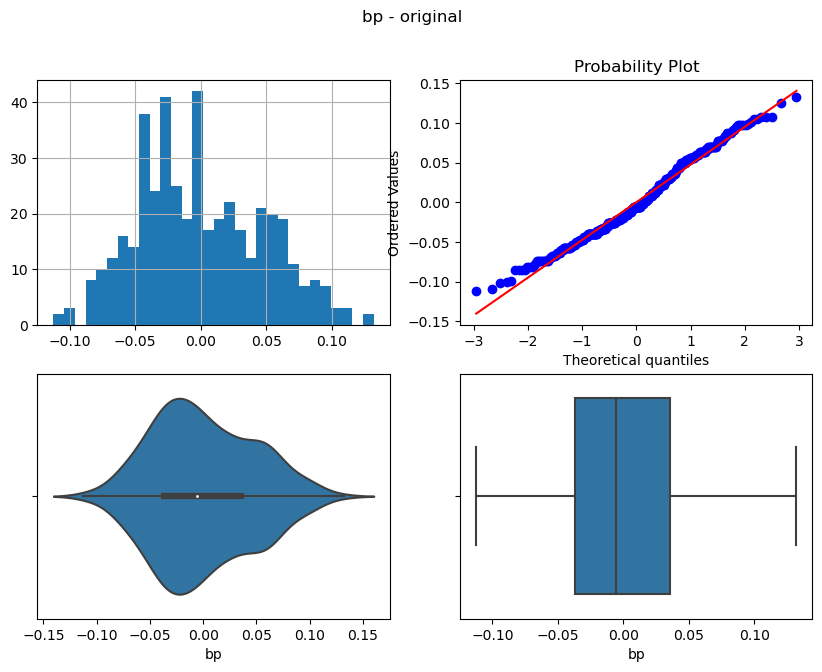 bp - original
40
30
20
10
0
−0.10 −0.05 0.00 0.05 0.10
Probability Plot
Ordered Values
0.15
0.10
0.05
0.00
−0.05
−0.10
−0.15
−3 −2 −1 0 1 2 3
Theoretical quantiles
−0.15 −0.10 −0.05 0.00 0.05 0.10 0.15
bp
−0.10 −0.05 0.00 0.05 0.10
bp